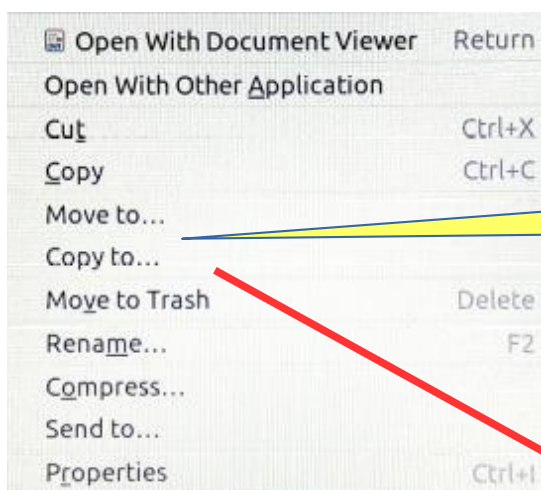 Open With Document Viewer Return
Open With Other Application
Cut Ctrl+X
Copy Ctrl+C
Move to...
Copy to...
Move to Trash Delete
Rename... F2
Compress...
Send to...
Properties Ctrl+I